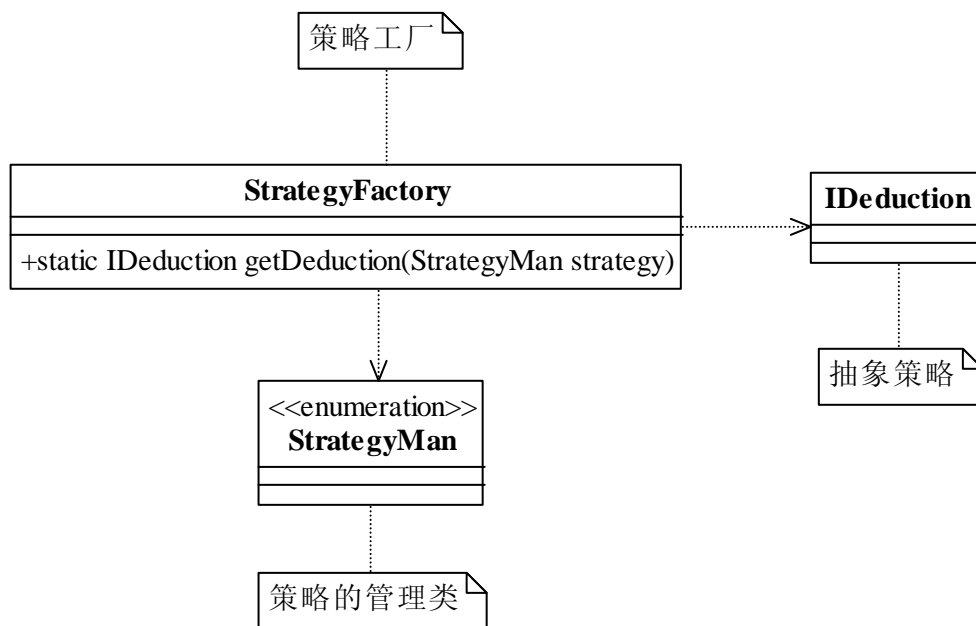 策略工厂
StrategyFactory
+static IDeduction getDeduction(StrategyMan strategy)
IDeduction
抽象策略
<<enumeration>>
StrategyMan
策略的管理类